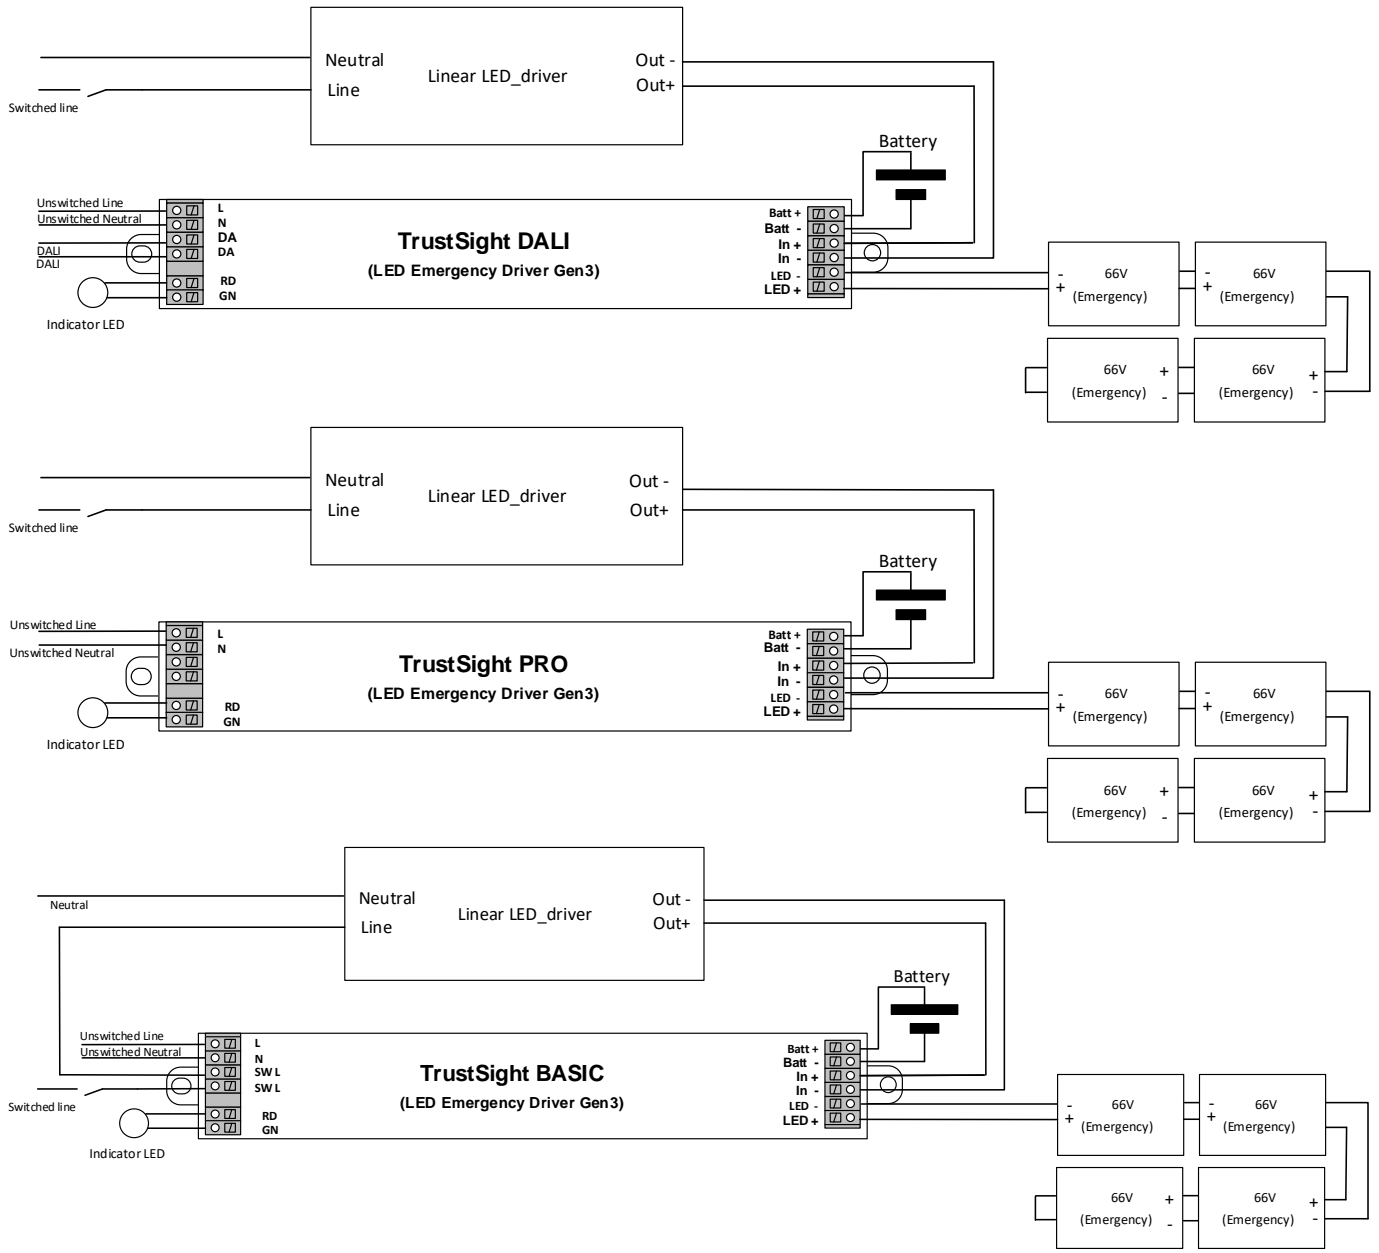 Neutral
Line
Switched line
Linear LED_driver
Out -
Out+
Battery
Unswitched Line
Unswitched Neutral
DALI
DALI
Indicator LED
L
N
DA
DA
RD
GN
TrustSight DALI
(LED Emergency Driver Gen3)
Batt +
Batt -
In +
In -
LED -
LED +
-
+
66V
(Emergency)
-
+
66V
(Emergency)
66V
(Emergency)
+
-
66V
(Emergency)
+
-
Neutral
Line
Switched line
Linear LED_driver
Out -
Out+
Battery
Unswitched Line
Unswitched Neutral
Indicator LED
L
N
RD
GN
TrustSight PRO
(LED Emergency Driver Gen3)
Batt +
Batt -
In +
In -
LED -
LED +
-
+
66V
(Emergency)
-
+
66V
(Emergency)
66V
(Emergency)
+
-
66V
(Emergency)
+
-
Neutral
Neutral
Line
Linear LED_driver
Out -
Out+
Battery
Unswitched Line
Unswitched Neutral
Switched line
Indicator LED
L
N
SW L
SW L
RD
GN
TrustSight BASIC
(LED Emergency Driver Gen3)
Batt +
Batt -
In +
In -
LED -
LED +
-
+
66V
(Emergency)
-
+
66V
(Emergency)
66V
(Emergency)
+
-
66V
(Emergency)
+
-